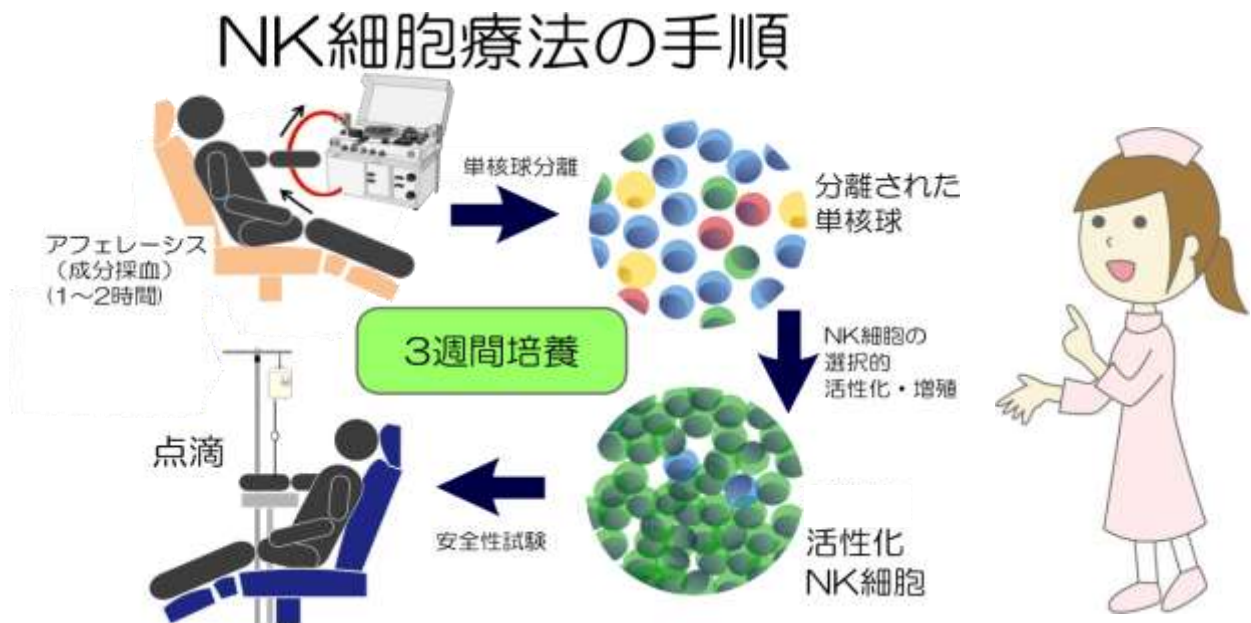 NK細胞療法の手順
アフェレーシス
（成分採血）
(1〜2時間)
単核球分離
分離された
単核球
NK細胞の
選択的
活性化・増殖
3週間培養
活性化
NK細胞
安全性試験
点滴